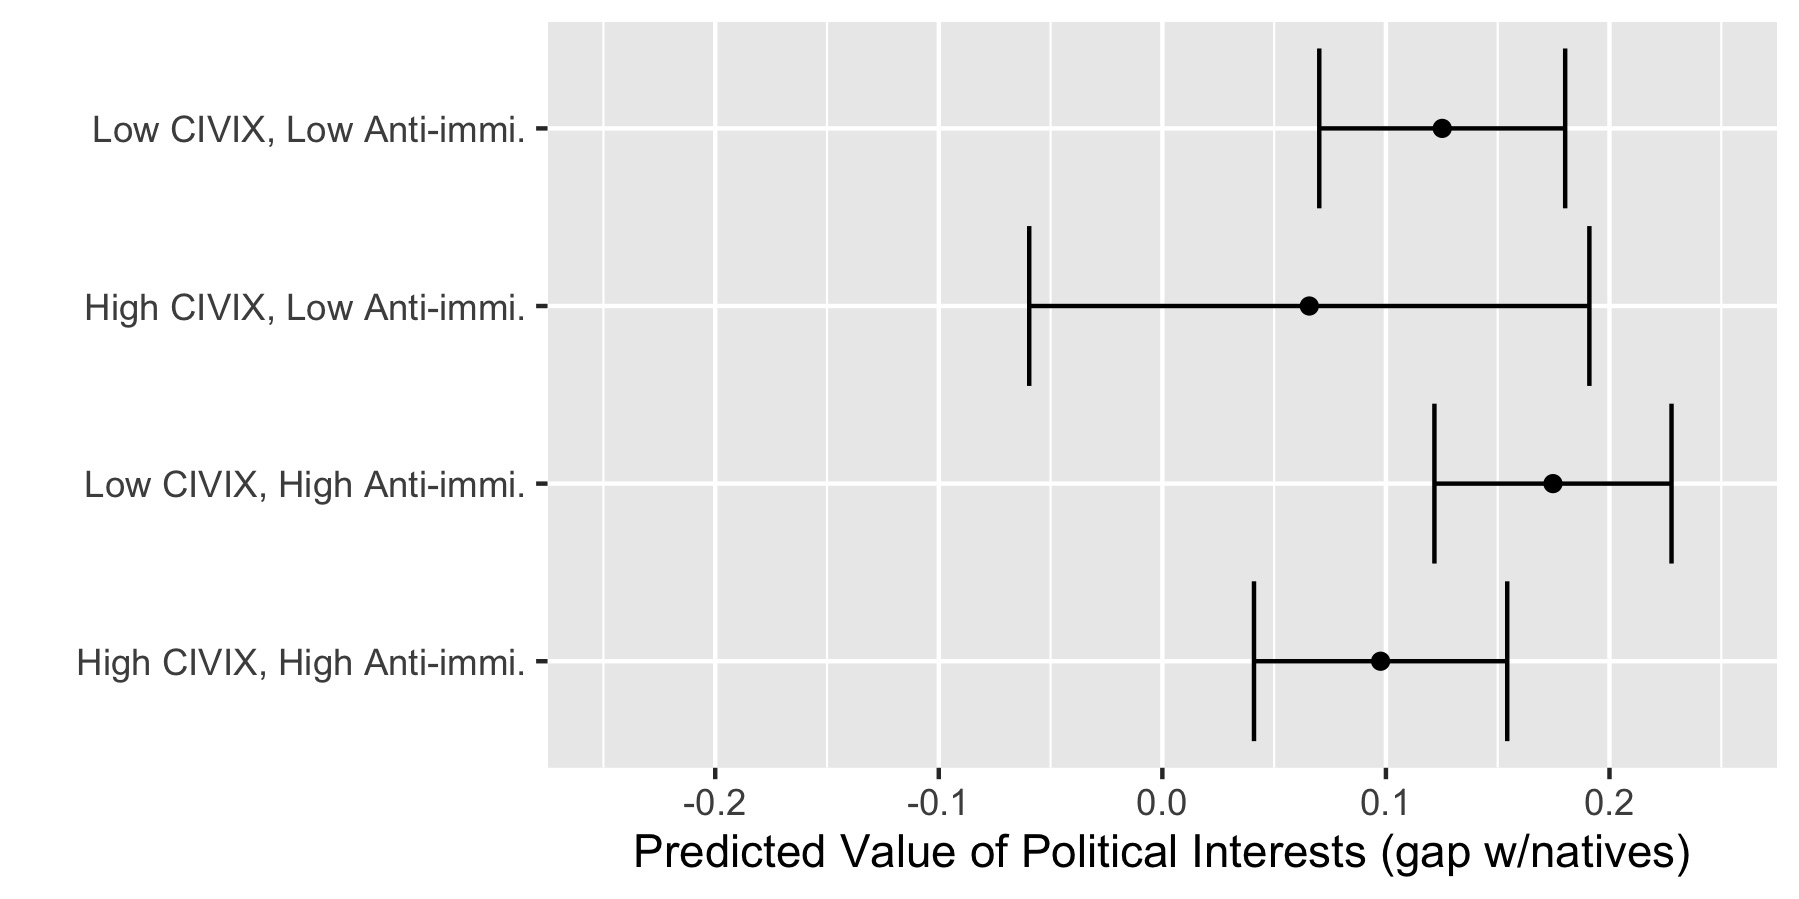 Low CIVIX, Low Anti-immi.
High CIVIX, Low Anti-immi.
Low CIVIX, High Anti-immi.
High CIVIX, High Anti-immi.
-0.2 -0.1 0.0 0.1 0.2
Predicted Value of Political Interests (gap w/natives)